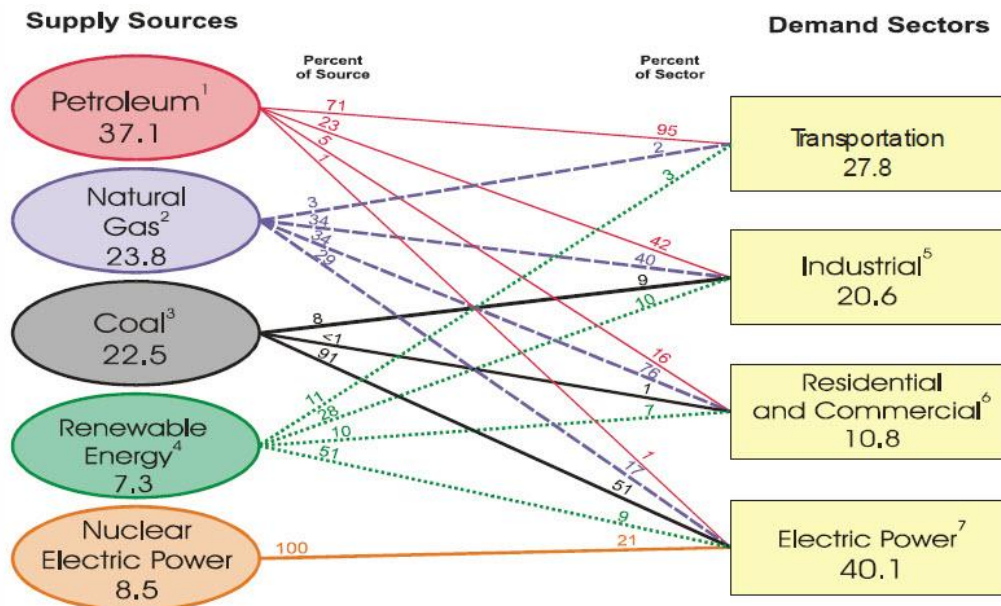 Supply Sources
Demand Sectors
Percent
of Source
Percent
of Sector
Petroleum1
37.1
Natural
Gas2
23.8
Coal3
22.5
Renewable
Energy4
7.3
Nuclear
Electric Power
8.5
71
23
5
1
3
34
34
29
8
<1
91
11
28
10
51
100
95
2
3
42
40
9
10
16
76
1
7
1
17
51
9
21
Transportation
27.8
Industrial5
20.6
Residential
and Commercial6
10.8
Electric Power7
40.1